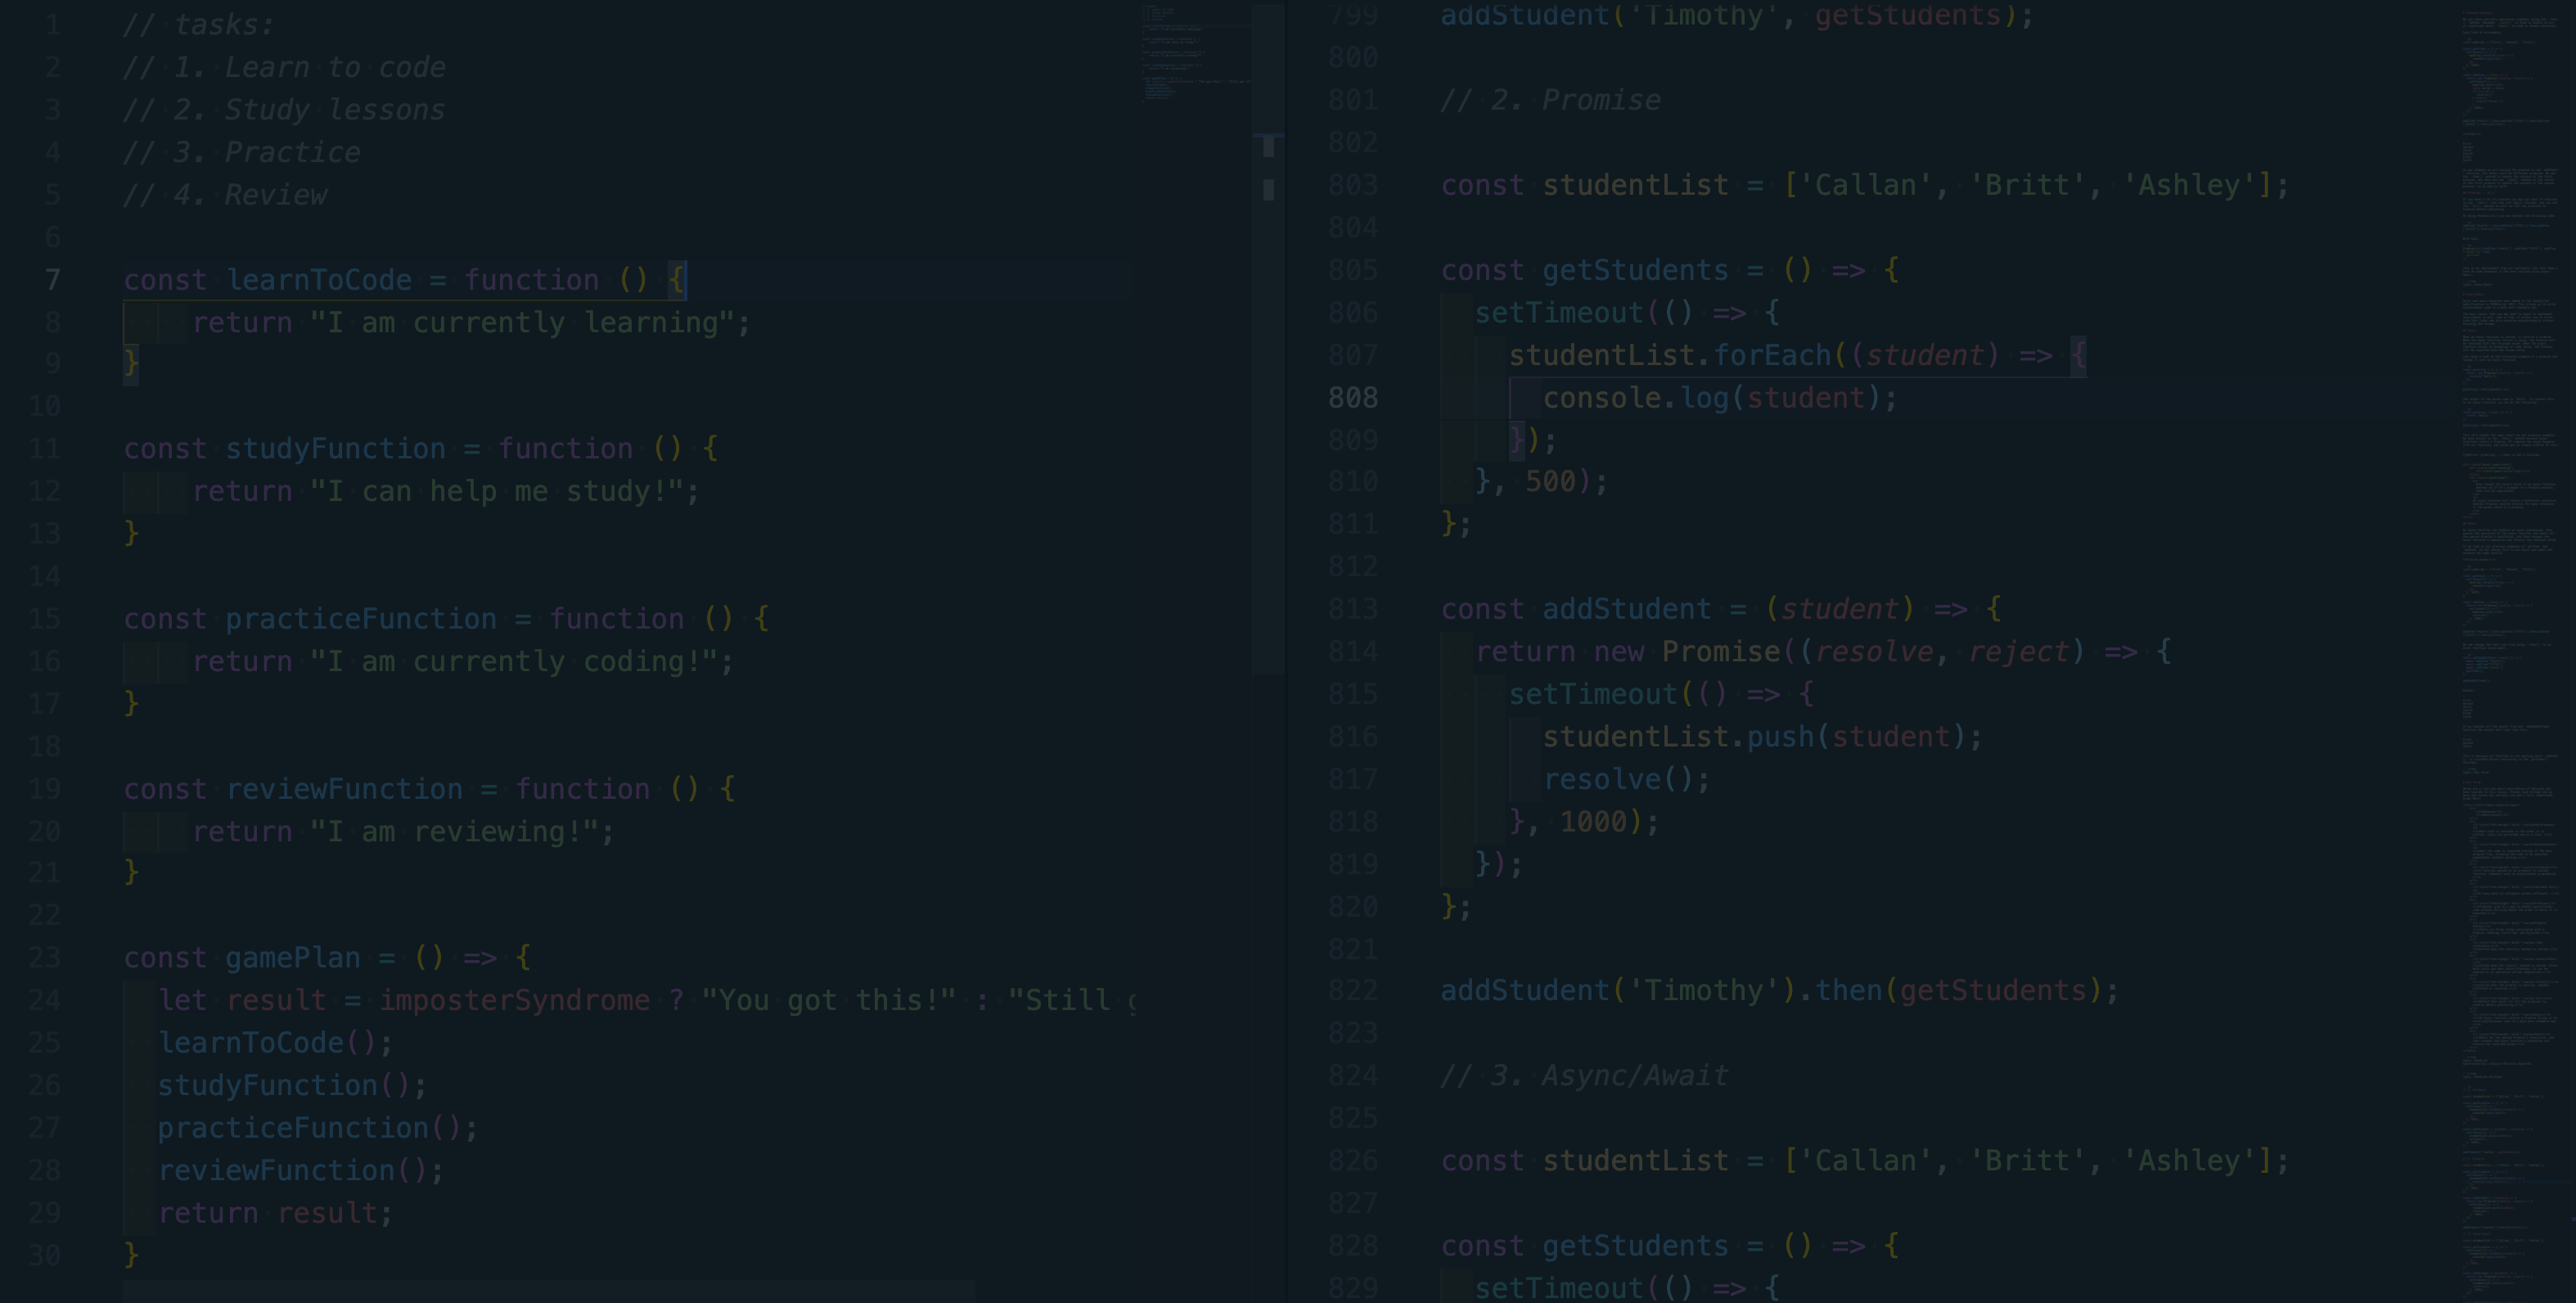 1 // tasks:
2 // 1. Learn to code
3 // 2. Study lessons
4 // 3. Practice
5 // 4. Review
6
7 const learnToCode = function () {
8 return "I am currently learning";
9 }
10
11 const studyFunction = function () {
12 return "I can help me study!";
13 }
14
15 const practiceFunction = function () {
16 return "I am currently coding!";
17 }
18
19 const reviewFunction = function () {
20 return "I am reviewing!";
21 }
22
23 const gamePlan = () => {
24 let result = imposterSyndrome ? "You got this!" : "Still
25 learnToCode();
26 studyFunction();
27 practiceFunction();
28 reviewFunction();
29 return result;
30 }
799 addStudent('Timothy', getStudents);
800
801 // 2. Promise
802
803 const studentList = ['Callan', 'Britt', 'Ashley'];
804
805 const getStudents = () => {
806 setTimeout(() => {
807 studentList.forEach((student) => {
808 console.log(student);
809 });
810 }, 500);
811 };
812
813 const addStudent = (student) => {
814 return new Promise((resolve, reject) => {
815 setTimeout(() => {
816 studentList.push(student);
817 resolve();
818 }, 1000);
819 });
820 };
821
822 addStudent('Timothy').then(getStudents);
823
824 // 3. Async/Await
825
826 const studentList = ['Callan', 'Britt', 'Ashley'];
827
828 const getStudents = () => {
829 setTimeout(() => {